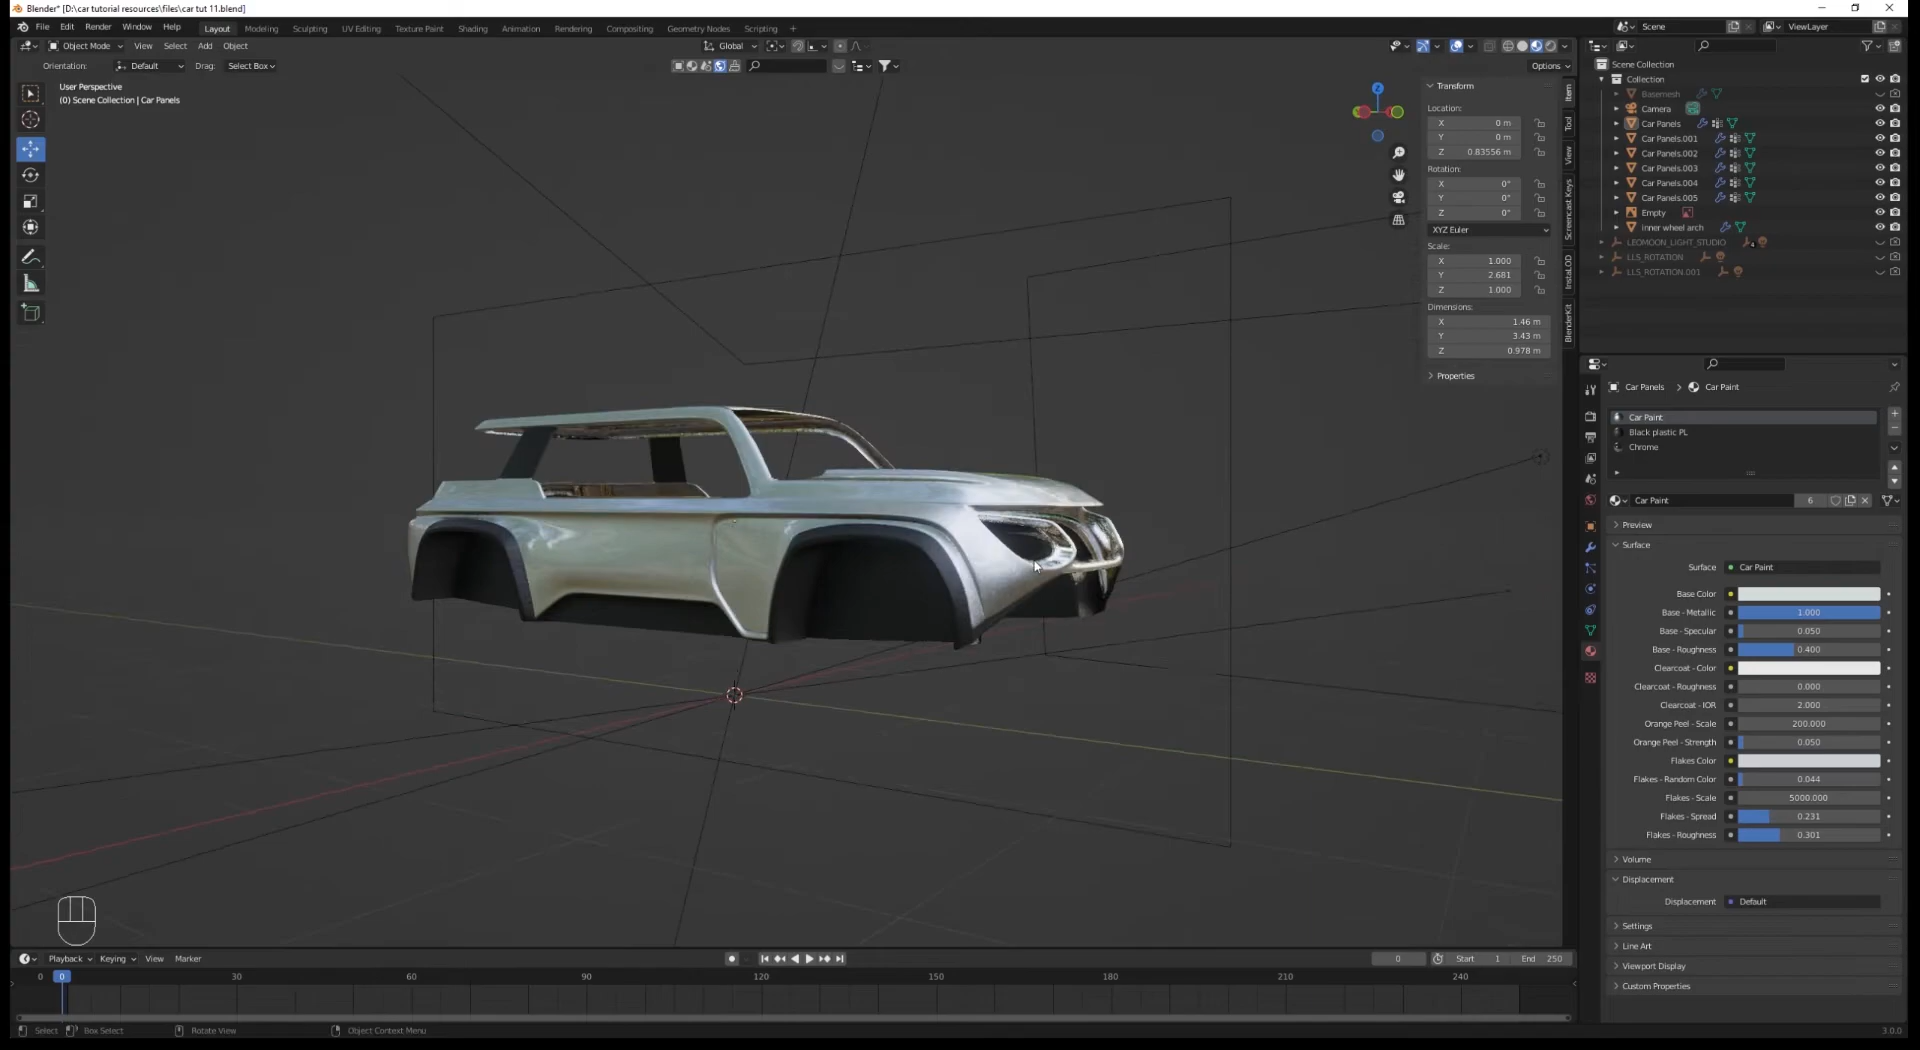 Blender* [D:\car tutorial resources\files\car tut 11.blend]
File Edit Render Window Help Layout Modeling Sculpting UV Editing Texture Paint Shading Animation Rendering Compositing Geometry Nodes Scripting + Scene ViewLayer
Object Mode View Select Add Object Global
Orientation: Default Drag: Select Box Options
User Perspective
(0) Scene Collection | Car Panels
Scene Collection
Collection
Basemesh
Camera
Car Panels
Car Panels.001
Car Panels.002
Car Panels.003
Car Panels.004
Car Panels.005
Empty
inner wheel arch
LEOMOON_LIGHT_STUDIO
LLS_ROTATION
LLS_ROTATION.001
Transform
Location:
X 0 m
Y 0 m
Z 0.83556 m
Rotation:
X 0°
Y 0°
Z 0°
XYZ Euler
Scale:
X 1.000
Y 2.681
Z 1.000
Dimensions:
X 1.46 m
Y 3.43 m
Z 0.978 m
Properties
Item
Tool
View
Screencast Keys
InstaLOD
BlenderKit
Z
Car Panels > Car Paint
Car Paint
Black plastic PL
Chrome
Car Paint 6
Preview
Surface
Surface Car Paint
Base Color
Base - Metallic 1.000
Base - Specular 0.050
Base - Roughness 0.400
Clearcoat - Color
Clearcoat - Roughness 0.000
Clearcoat - IOR 2.000
Orange Peel - Scale 200.000
Orange Peel - Strength 0.050
Flakes Color
Flakes - Random Color 0.044
Flakes - Scale 5000.000
Flakes - Spread 0.231
Flakes - Roughness 0.301
Volume
Displacement
Displacement Default
Settings
Line Art
Viewport Display
Custom Properties
Playback Keying View Marker 0 Start 1 End 250
0 0 30 60 90 120 150 180 210 240
Select Box Select Rotate View Object Context Menu 3.0.0